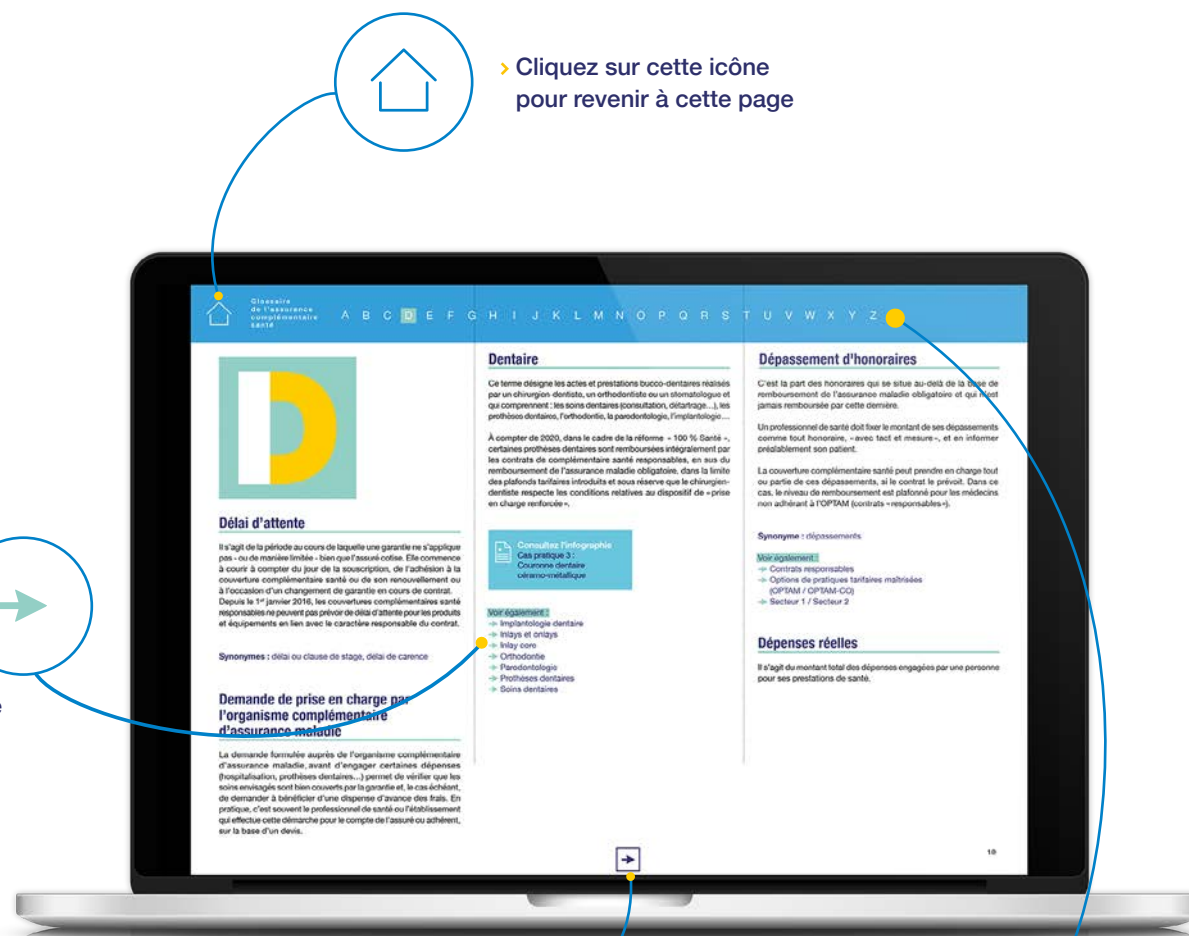 › Cliquez sur cette icône
pour revenir à cette page
Glossaire
de l'assurance
complémentaire
santé
A B C D E F G H I J K L M N O P Q R S T U V W X Y Z
D
Délai d'attente
Il s'agit de la période au cours de laquelle une garantie ne s'applique
pas - ou de manière limitée - bien que l'assuré cotise. Elle commence
à courir à compter du jour de la souscription, de l'adhésion à la
couverture complémentaire santé ou de son renouvellement ou
à l'occasion d'un changement de garantie en cours de contrat.
Depuis le 1er janvier 2016, les couvertures complémentaires santé
responsables ne peuvent pas prévoir de délai d'attente pour les produits
et équipements en lien avec le caractère responsable du contrat.
Synonymes : délai ou clause de stage, délai de carence
Demande de prise en charge par
l'organisme complémentaire
d'assurance maladie
La demande formulée auprès de l'organisme complémentaire
d'assurance maladie, avant d'engager certaines dépenses
(hospitalisation, prothèses dentaires...) permet de vérifier que les
soins envisagés sont bien couverts par la garantie et, le cas échéant,
de demander à bénéficier d'une dispense d'avance des frais. En
pratique, c'est souvent le professionnel de santé ou l'établissement
qui effectue cette démarche pour le compte de l'assuré ou adhérent,
sur la base d'un devis.
Dentaire
Ce terme désigne les actes et prestations bucco-dentaires réalisés
par un chirurgien-dentiste, un orthodontiste ou un stomatologue et
qui comprennent : les soins dentaires (consultation, détartrage...), les
prothèses dentaires, l'orthodontie, la parodontologie, l'implantologie...
À compter de 2020, dans le cadre de la réforme « 100 % Santé »,
certaines prothèses dentaires sont remboursées intégralement par
les contrats de complémentaire santé responsables, en sus du
remboursement de l'assurance maladie obligatoire, dans la limite
des plafonds tarifaires introduits et sous réserve que le chirurgien-
dentiste respecte les conditions relatives au dispositif de « prise
en charge renforcée ».
Consultez l'infographie
Cas pratique 3 :
Couronne dentaire
céramo-métallique
Voir également :
Implantologie dentaire
Inlays et onlays
Inlay core
Orthodontie
Parodontologie
Prothèses dentaires
Soins dentaires
Dépassement d'honoraires
C'est la part des honoraires qui se situe au-delà de la base de
remboursement de l'assurance maladie obligatoire et qui n'est
jamais remboursée par cette dernière.
Un professionnel de santé doit fixer le montant de ses dépassements
comme tout honoraire, « avec tact et mesure », et en informer
préalablement son patient.
La couverture complémentaire santé peut prendre en charge tout
ou partie de ces dépassements, si le contrat le prévoit. Dans ce
cas, le niveau de remboursement est plafonné pour les médecins
non adhérant à l'OPTAM (contrats « responsables »).
Synonyme : dépassements
Voir également :
Contrats responsables
Options de pratiques tarifaires maîtrisées
(OPTAM / OPTAM-CO)
Secteur 1 / Secteur 2
Dépenses réelles
Il s'agit du montant total des dépenses engagées par une personne
pour ses prestations de santé.